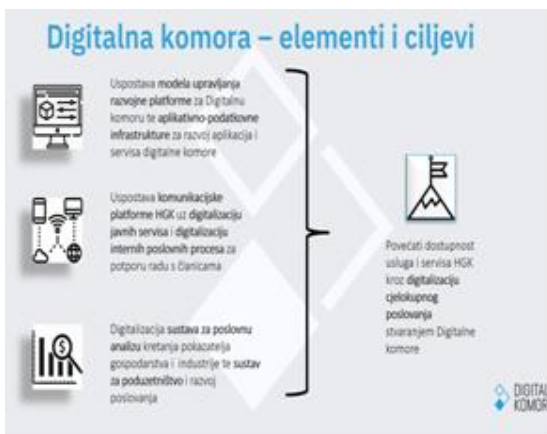 Digitalna komora – elementi i ciljevi
Uspostava modela upravljanja
razvojne platforme za Digitalnu
komoru te aplikativno-podatkovne
infrastrukture za razvoj aplikacija i
servisa digitalne komore
Uspostava komunikacijske
platforme HGK uz digitalizaciju
javnih servisa i digitalizaciju
internih poslovnih procesa za
potporu radu s članicama
Digitalizacija sustava za poslovnu
analizu kretanja pokazatelja
gospodarstva i industrije te sustav
za poduzetništvo i razvoj
poslovanja
Povećati dostupnost
usluga i servisa HGK
kroz digitalizaciju
cjelokupnog
poslovanja
stvaranjem Digitalne
komore
DIGITAL
KOMOR